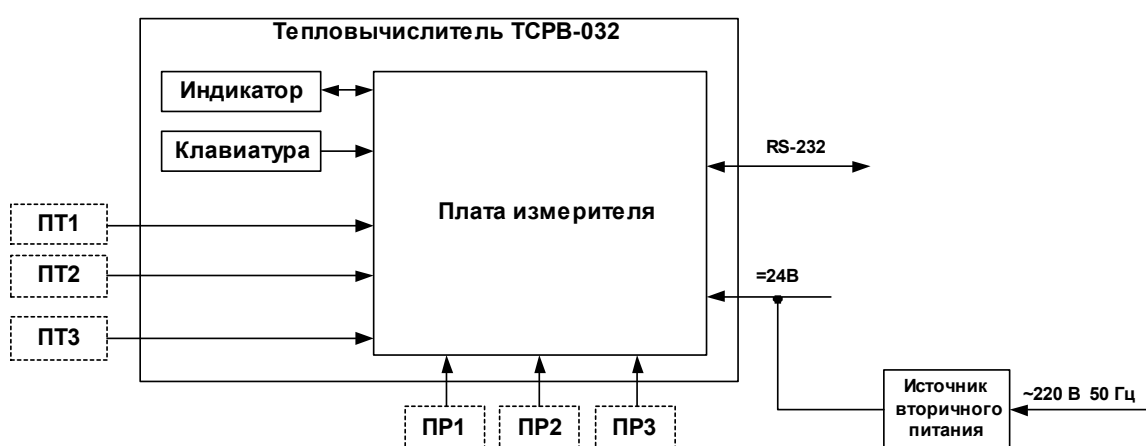 Тепловычислитель ТСРВ-032
Индикатор
Клавиатура
RS-232
Плата измерителя
ПТ1
ПТ2
=24В
ПТ3
Источник
вторичного
питания
~220 В 50 Гц
ПР1
ПР2
ПР3